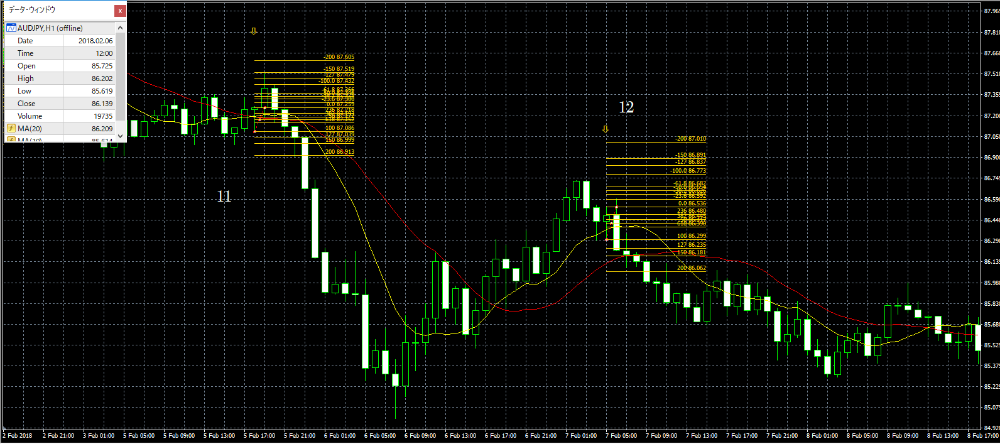 データ・ウィンドウ
AUDJPY,H1 (offline)
Date 2018.02.06
Time 12:00
Open 85.725
High 86.202
Low 85.619
Close 86.139
Volume 19735
MA(20) 86.209
MA(10) 85.614
-200 87.605
-150 87.519
-127 87.479
-100.0 87.432
0.0 87.259
100 87.086
127 87.039
150 86.999
200 86.913
11
12
-200 87.010
-150 86.891
-127 86.837
-100.0 86.773
-61.8 86.682
-23.6 86.592
0.0 86.536
236 86.480
618 86.390
100 86.299
127 86.235
150 86.181
200 86.062
87.965
87.810
87.660
87.510
87.355
87.200
87.050
86.900
86.745
86.590
86.440
86.290
86.135
85.980
85.830
85.680
85.525
85.375
85.225
85.075
84.920
2 Feb 2018
2 Feb 21:00
3 Feb 01:00
5 Feb 05:00
5 Feb 09:00
5 Feb 13:00
5 Feb 17:00
5 Feb 21:00
6 Feb 01:00
6 Feb 05:00
6 Feb 09:00
6 Feb 13:00
6 Feb 17:00
6 Feb 21:00
7 Feb 01:00
7 Feb 05:00
7 Feb 09:00
7 Feb 13:00
7 Feb 17:00
7 Feb 21:00
8 Feb 01:00
8 Feb 05:00
8 Feb 09:00
8 Feb 13:00
8 Feb 17:00